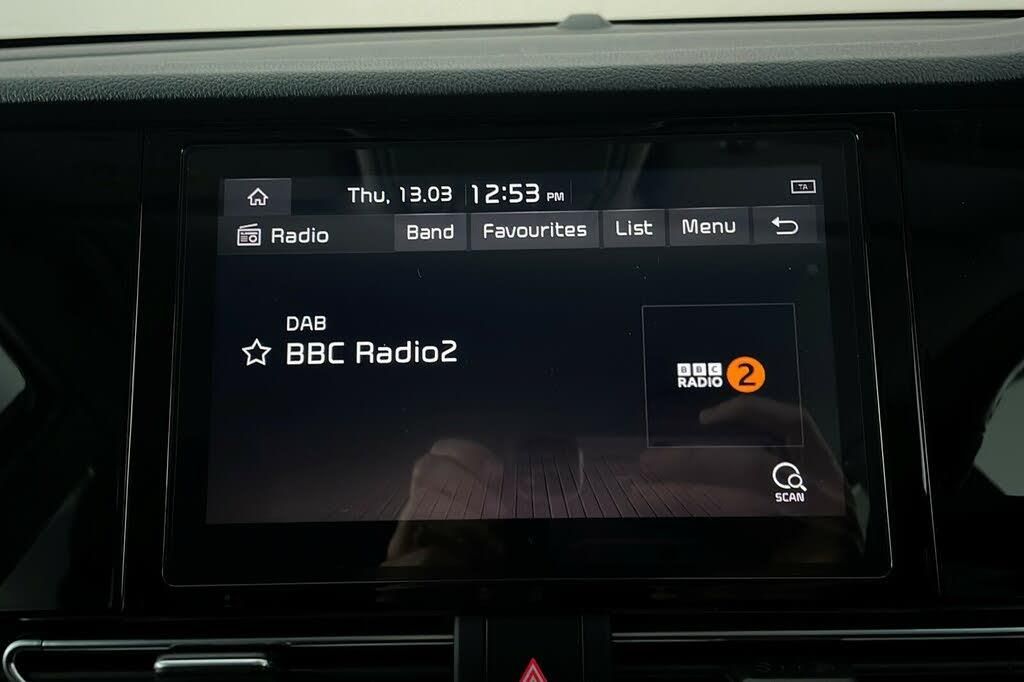 Thu, 13.03 12:53 PM TA
Radio Band Favourites List Menu
DAB
BBC Radio2
BBC
RADIO 2
SCAN